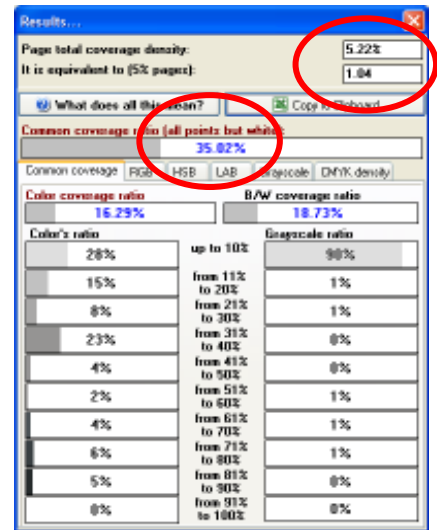 Results...
Page total coverage density: 5.22%
It is equivalent to (5% pages): 1.04
What does all this mean? Copy to Clipboard
Common coverage ratio (all points but white):
35.02%
Common coverage RGB HSB LAB Grayscale CMYK density
Color coverage ratio B/W coverage ratio
16.29% 18.73%
Color's ratio Grayscale ratio
28% up to 10% 90%
15% from 11% to 20% 1%
8% from 21% to 30% 1%
23% from 31% to 40% 0%
4% from 41% to 50% 0%
2% from 51% to 60% 1%
4% from 61% to 70% 1%
6% from 71% to 80% 1%
5% from 81% to 90% 0%
0% from 91% to 100% 0%